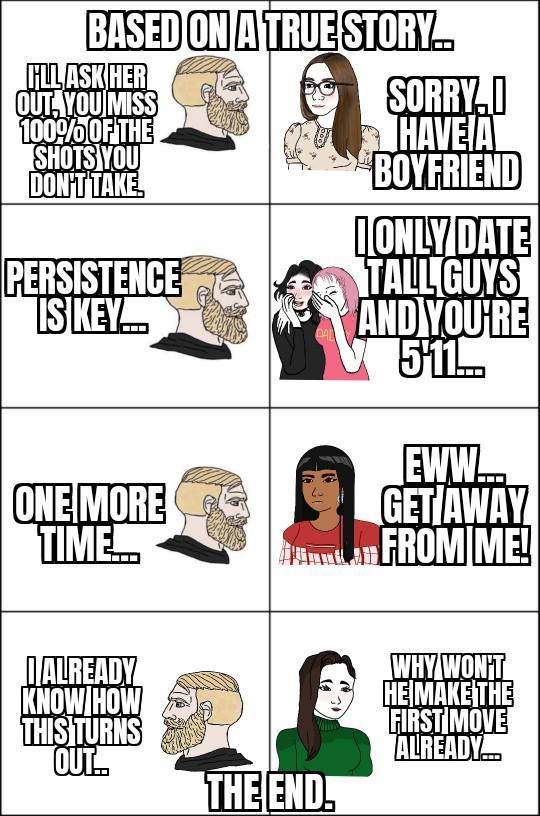 BASED ON A TRUE STORY..
I'LL ASK HER
OUT, YOU MISS
100% OF THE
SHOTS YOU
DON'T TAKE.
SORRY, I
HAVE A
BOYFRIEND
PERSISTENCE
IS KEY...
I ONLY DATE
TALL GUYS
AND YOU'RE
5'11...
ONE MORE
TIME...
EWW...
GET AWAY
FROM ME!
I ALREADY
KNOW HOW
THIS TURNS
OUT..
WHY WON'T
HE MAKE THE
FIRST MOVE
ALREADY...
THE END.